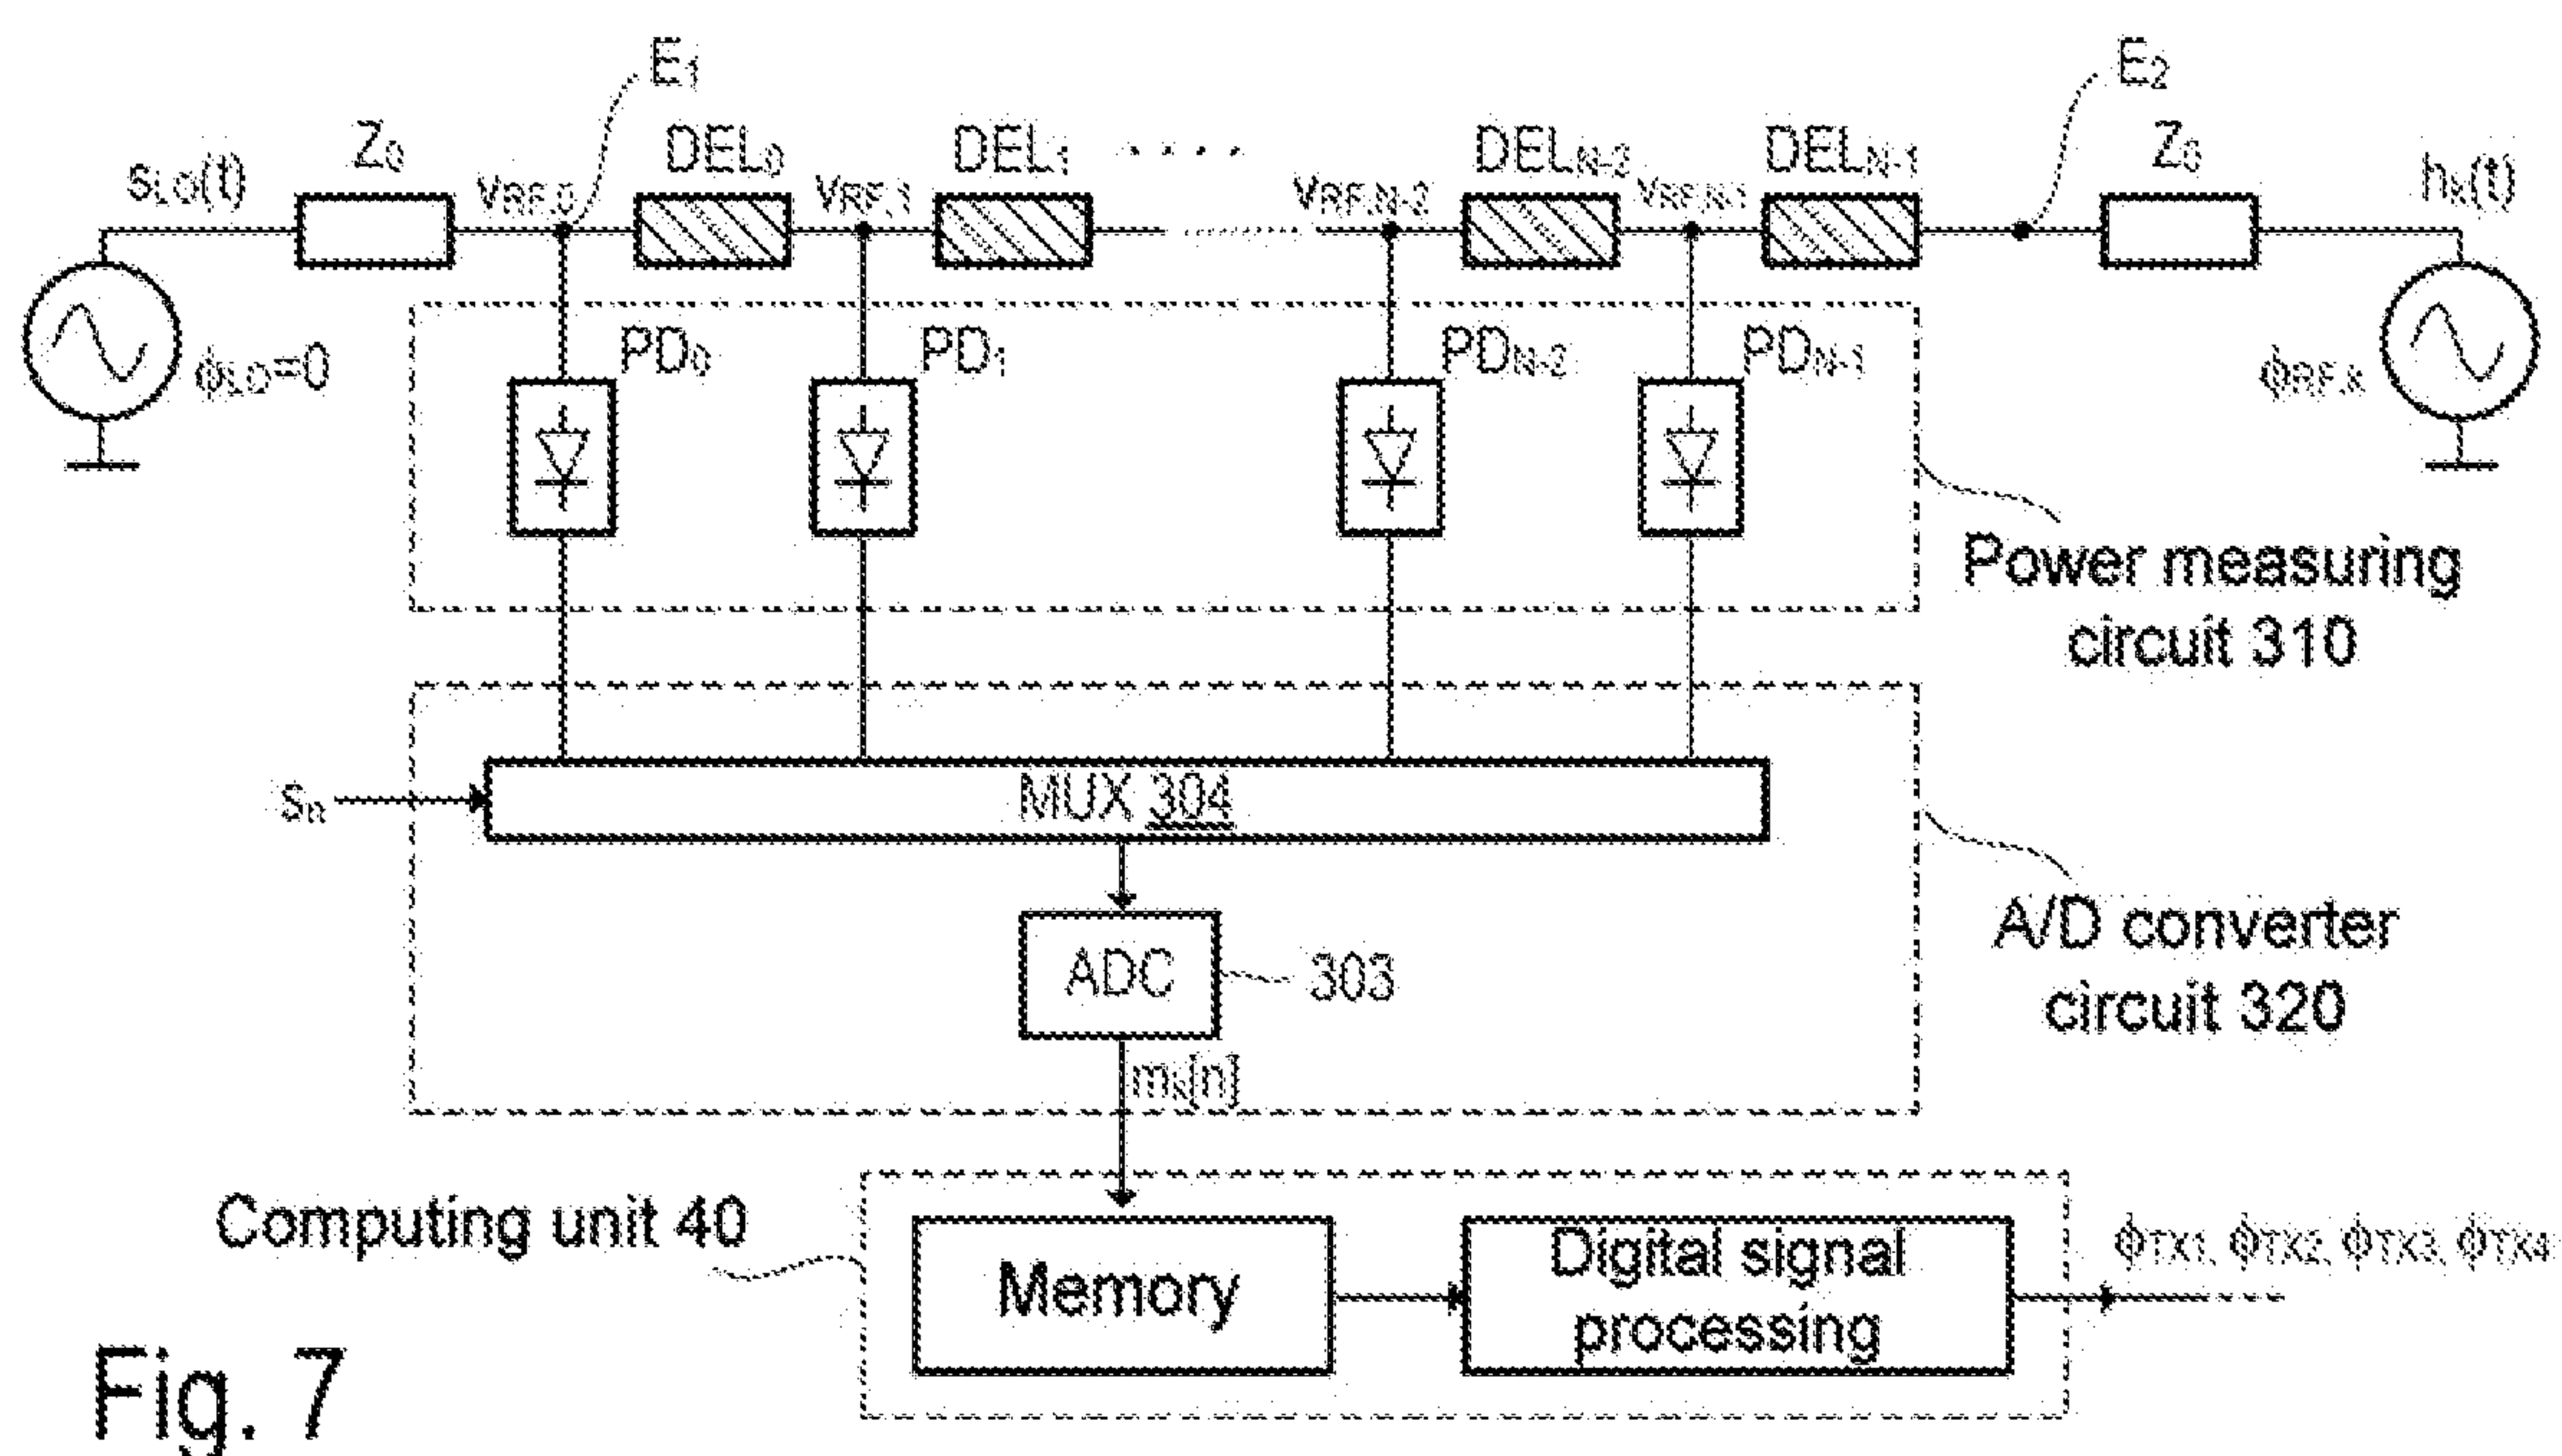 E₁
E₂
Z₀
DEL₀
DEL₁
DELN-2
DELN-1
Z₀
sLO(t)
vRF,0
vRF,1
vRF,N-2
vRF,N-1
hk(t)
ϕLO=0
PD₀
PD₁
PDN-2
PDN-1
ϕRF,k
Power measuring
circuit 310
sn
MUX 304
ADC
303
A/D converter
circuit 320
mk[n]
Computing unit 40
Memory
Digital signal
processing
ϕTX1, ϕTX2, ϕTX3, ϕTX4
Fig. 7